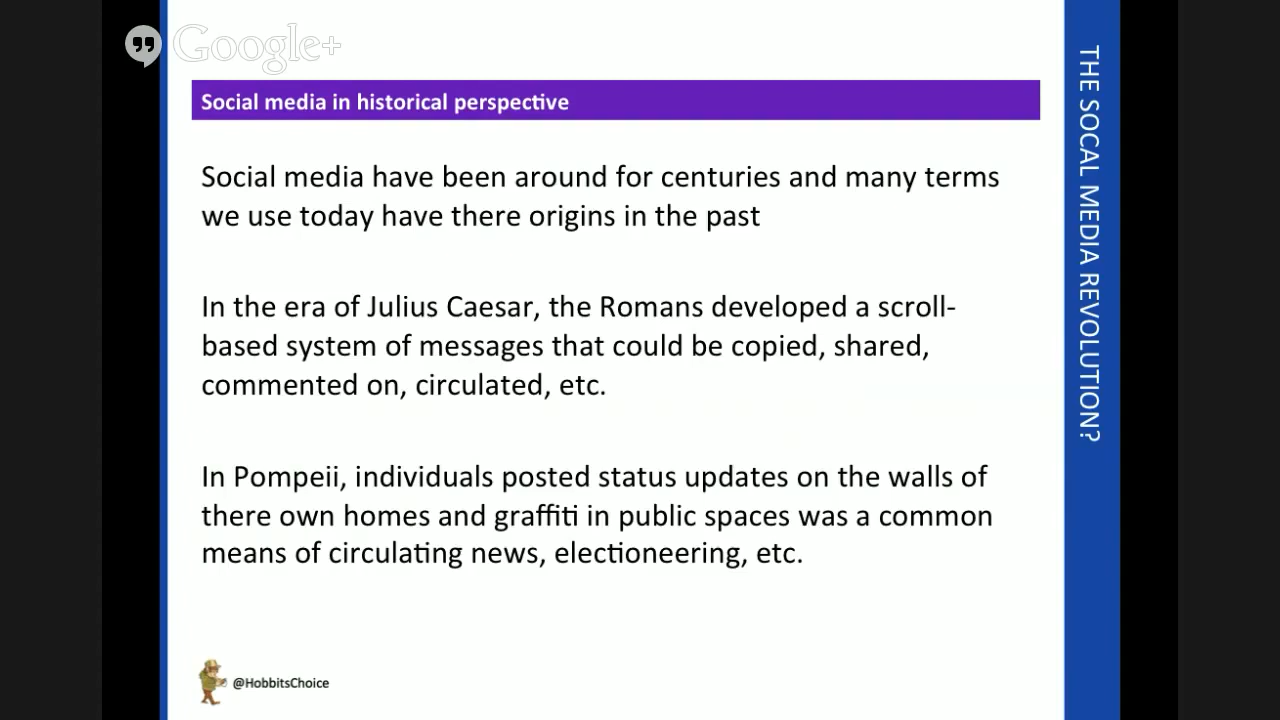 Google+
Social media in historical perspective
Social media have been around for centuries and many terms
we use today have there origins in the past
In the era of Julius Caesar, the Romans developed a scroll-
based system of messages that could be copied, shared,
commented on, circulated, etc.
In Pompeii, individuals posted status updates on the walls of
there own homes and graffiti in public spaces was a common
means of circulating news, electioneering, etc.
@HobbitsChoice
THE SOCAL MEDIA REVOLUTION?